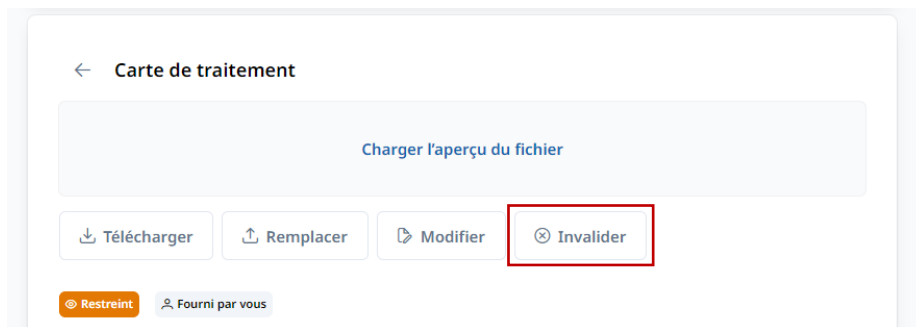 Carte de traitement
Charger l’aperçu du fichier
Télécharger Remplacer Modifier Invalider
Restreint Fourni par vous